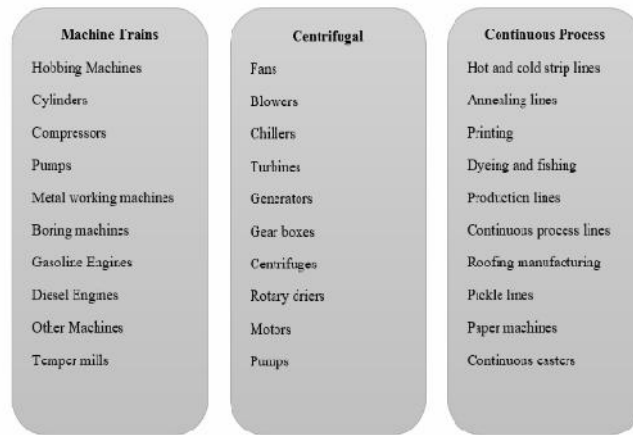 Machine Trains
Hobbing Machines
Cylinders
Compressors
Pumps
Metal working machines
Boring machines
Gasoline Engines
Diesel Engines
Other Machines
Temper mills
Centrifugal
Fans
Blowers
Chillers
Turbines
Generators
Gear boxes
Centrifuges
Rotary driers
Motors
Pumps
Continuous Process
Hot and cold strip lines
Annealing lines
Printing
Dyeing and fishing
Production lines
Continuous process lines
Roofing manufacturing
Pickle lines
Paper machines
Continuous casters